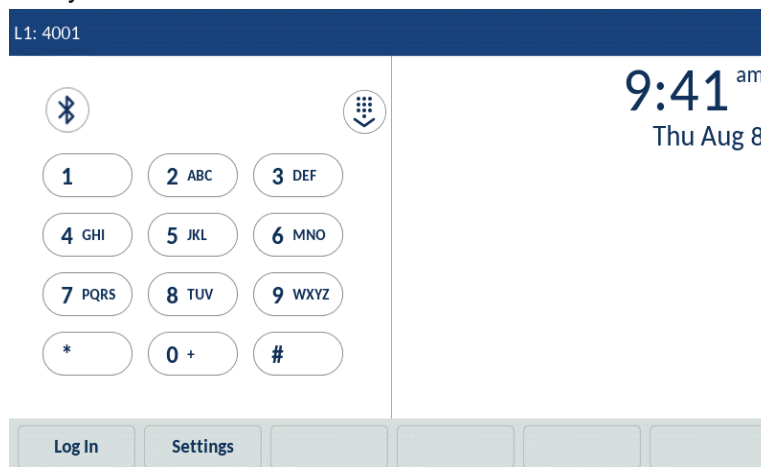 L1: 4001
9:41 am
Thu Aug 8
1
2 ABC
3 DEF
4 GHI
5 JKL
6 MNO
7 PQRS
8 TUV
9 WXYZ
*
0 +
#
Log In
Settings